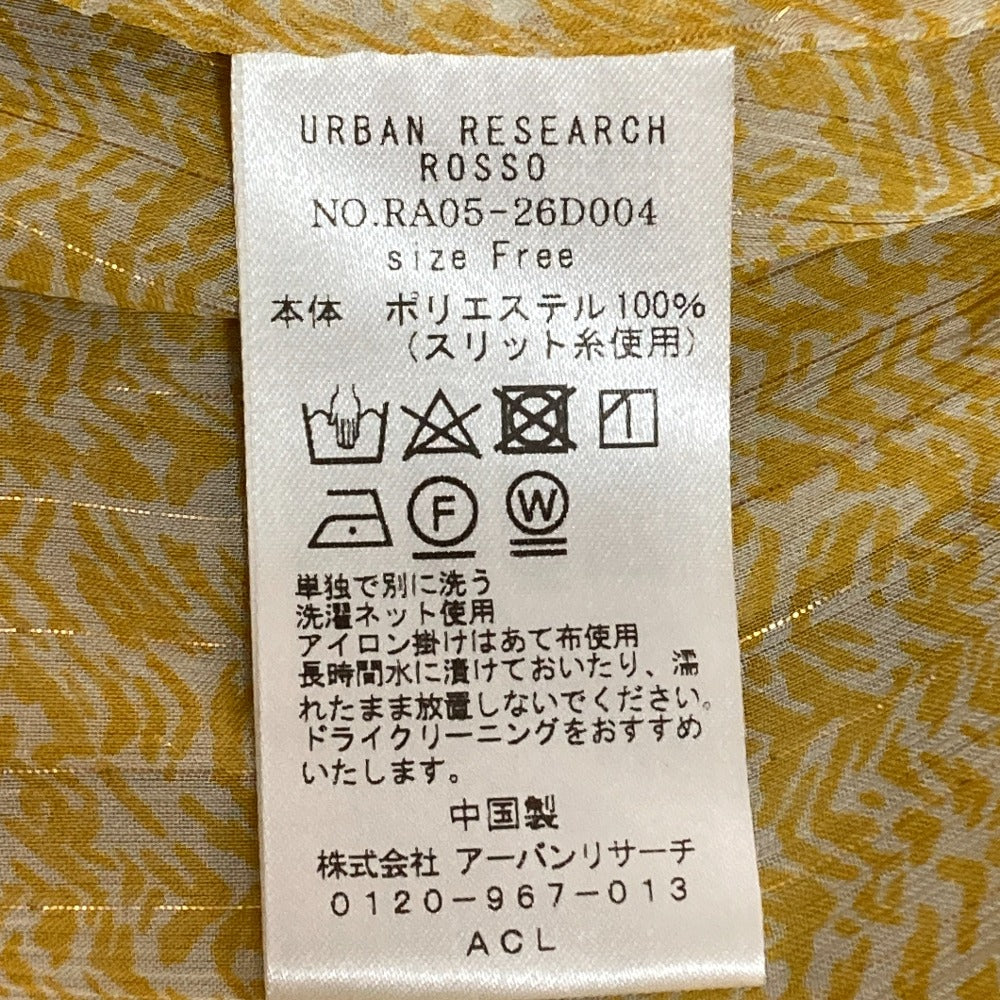 URBAN RESEARCH
ROSSO
NO.RA05-26D004
size Free
本体 ポリエステル100%
(スリット糸使用)
F W
単独で別に洗う
洗濯ネット使用
アイロン掛けはあて布使用
長時間水に漬けておいたり、濡
れたまま放置しないでください。
ドライクリーニングをおすすめ
いたします。
中国製
株式会社 アーバンリサーチ
0120-967-013
ACL